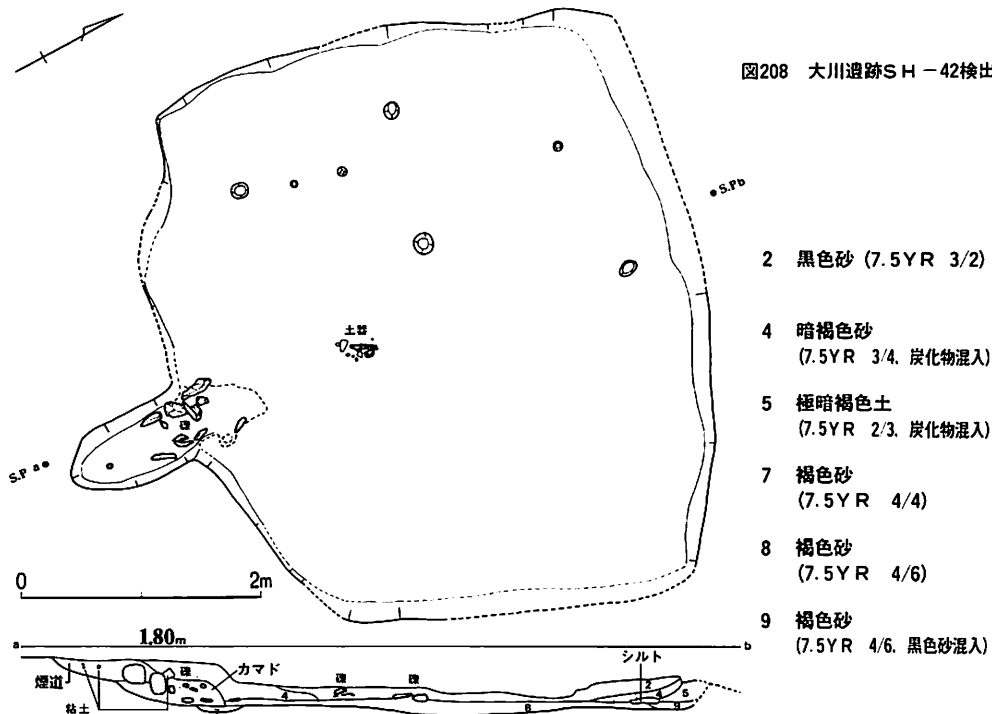 図208 大川遺跡SH-42検出
S.Pb
2 黒色砂 (7.5YR 3/2)
4 暗褐色砂
(7.5YR 3/4. 炭化物混入)
5 極暗褐色土
(7.5YR 2/3. 炭化物混入)
7 褐色砂
(7.5YR 4/4)
8 褐色砂
(7.5YR 4/6)
9 褐色砂
(7.5YR 4/6. 黒色砂混入)
土器
礫
S.P a
0 2m
a 1.80m b
シルト
煙道 礫 カマド 礫 礫 2
4 4 5
粘土 7 8 9